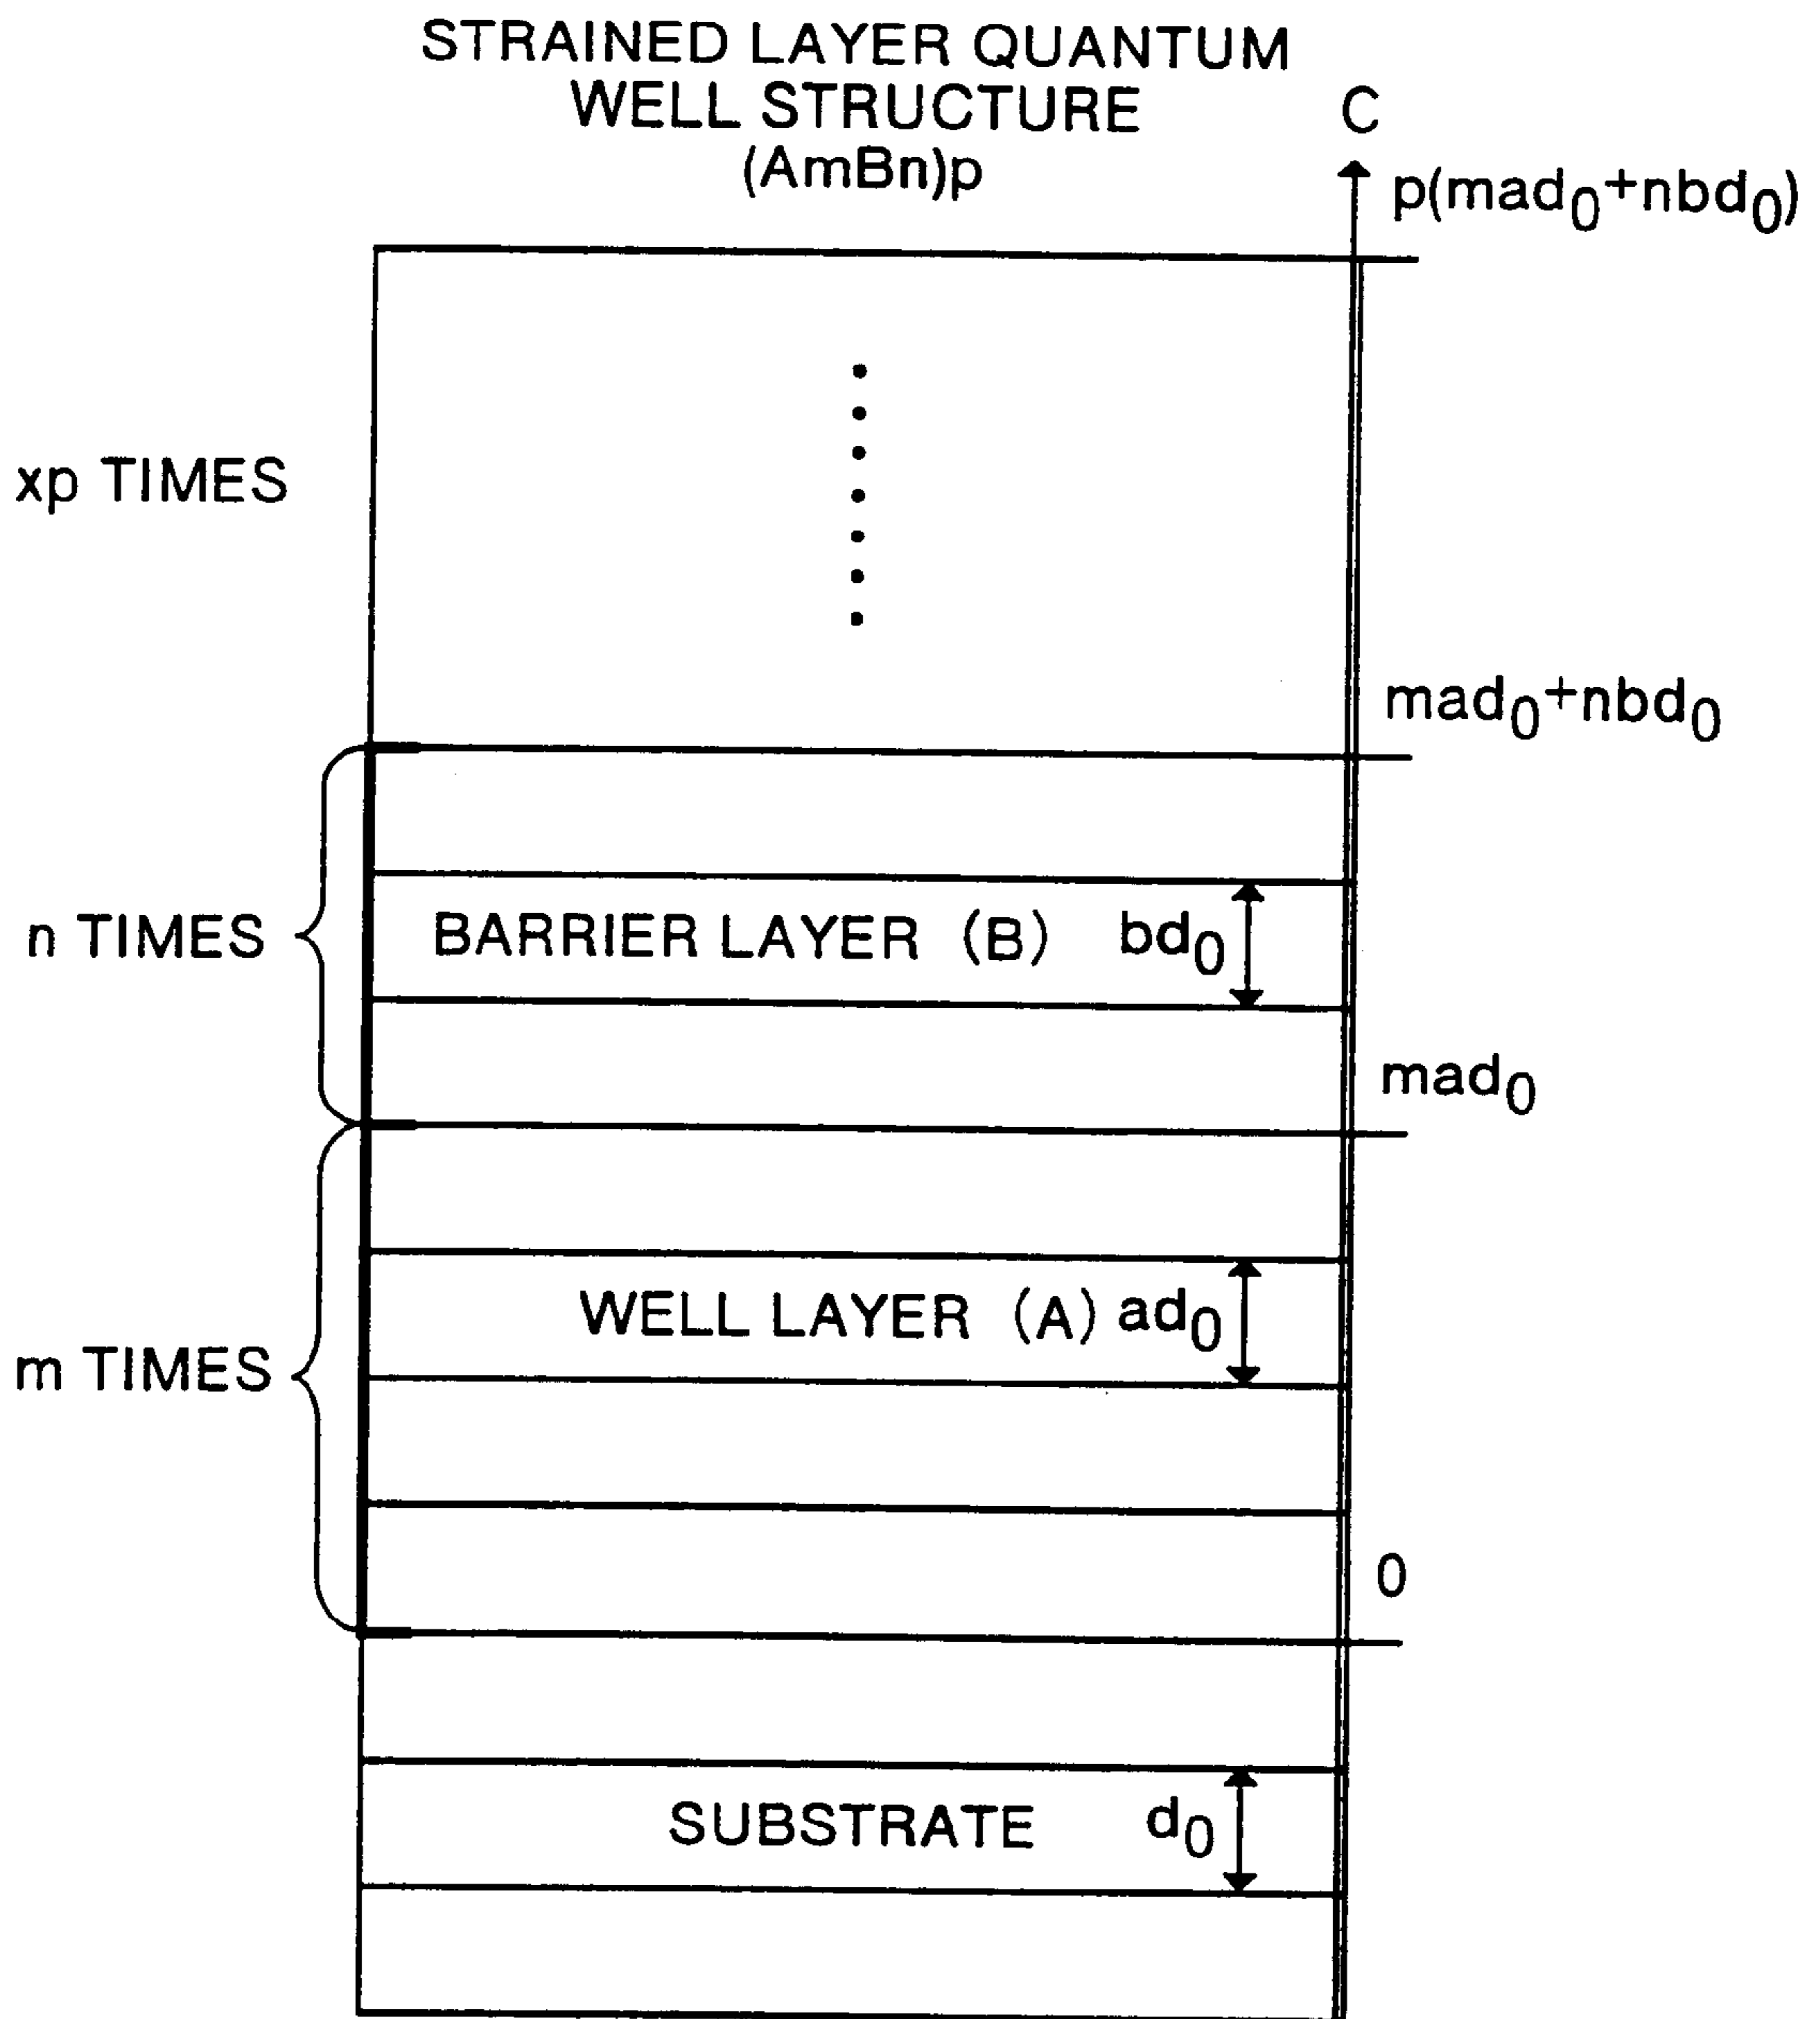 STRAINED LAYER QUANTUM
WELL STRUCTURE
(AmBn)p
C
p(mad₀+nbd₀)
xp TIMES
mad₀+nbd₀
n TIMES
BARRIER LAYER (B) bd₀
mad₀
WELL LAYER (A) ad₀
m TIMES
0
SUBSTRATE d₀